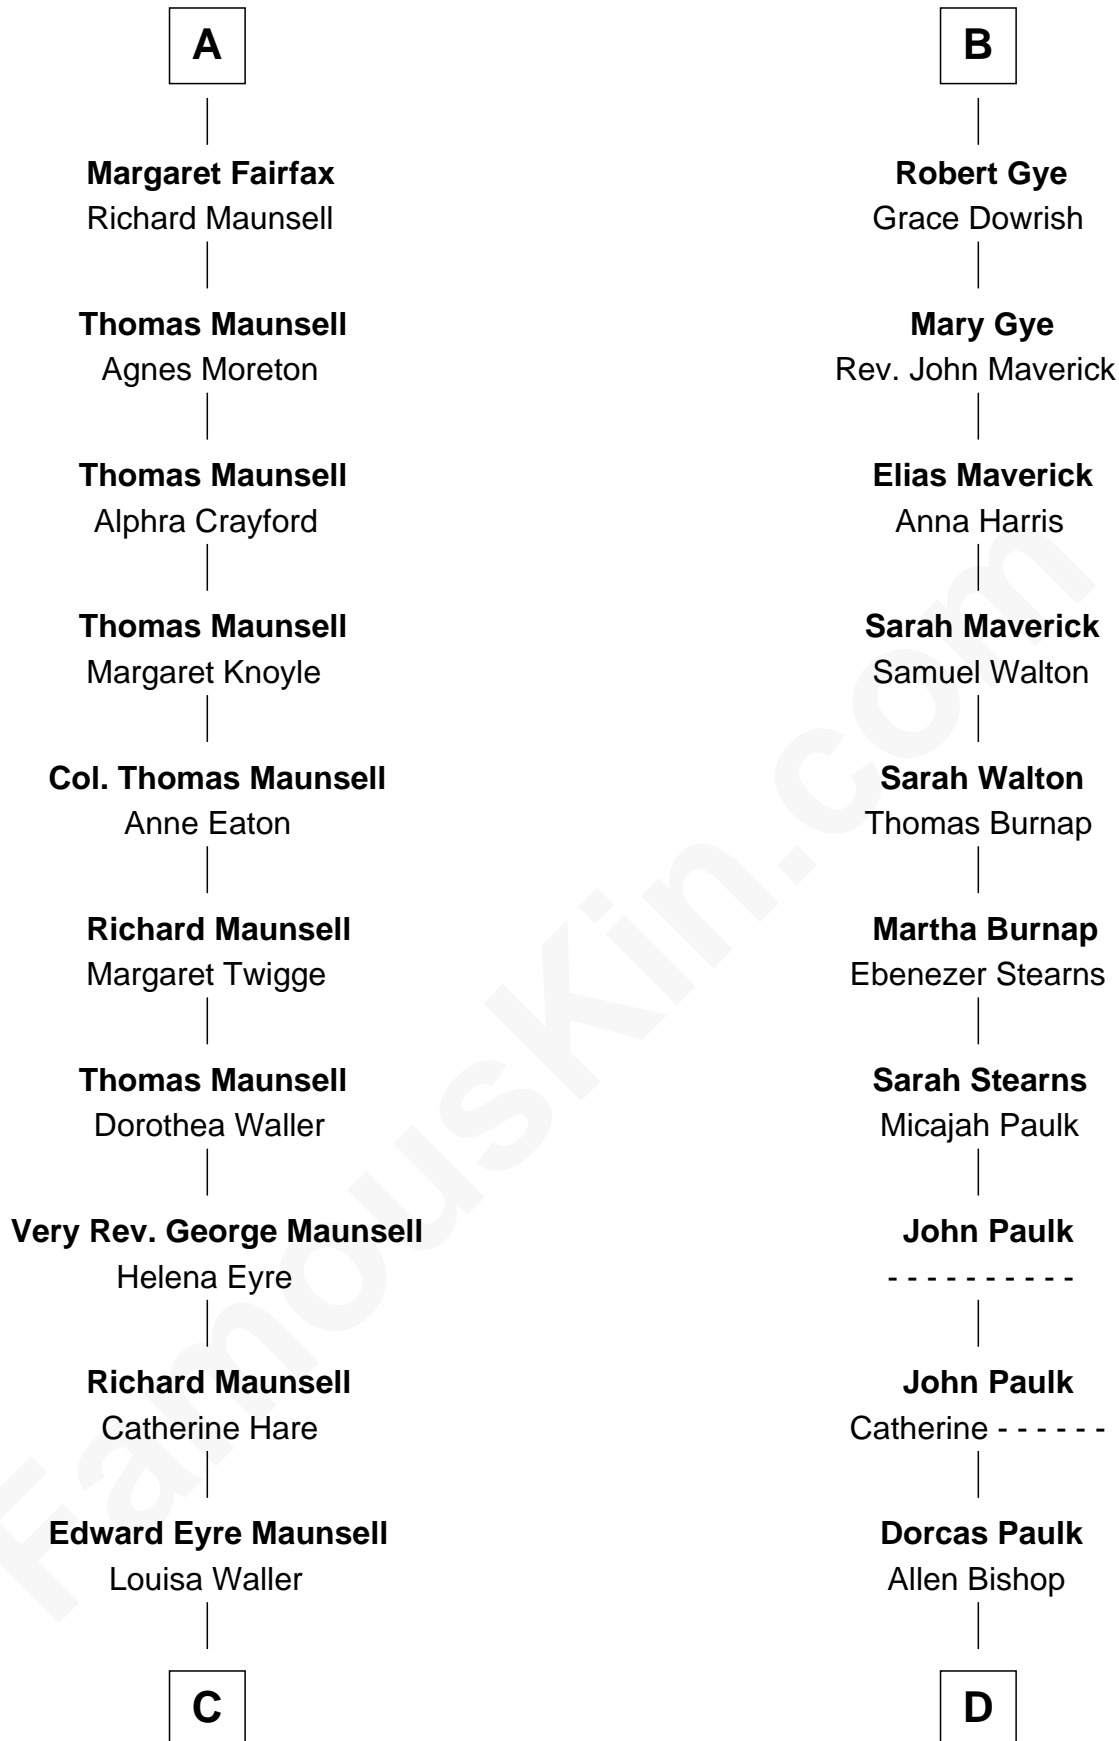 A
Margaret Fairfax
Richard Maunsell
Thomas Maunsell
Agnes Moreton
Thomas Maunsell
Alphra Crayford
Thomas Maunsell
Margaret Knoyle
Col. Thomas Maunsell
Anne Eaton
Richard Maunsell
Margaret Twigge
Thomas Maunsell
Dorothea Waller
Very Rev. George Maunsell
Helena Eyre
Richard Maunsell
Catherine Hare
Edward Eyre Maunsell
Louisa Waller
C
B
Robert Gye
Grace Dowrish
Mary Gye
Rev. John Maverick
Elias Maverick
Anna Harris
Sarah Maverick
Samuel Walton
Sarah Walton
Thomas Burnap
Martha Burnap
Ebenezer Stearns
Sarah Stearns
Micajah Paulk
John Paulk
- - - - - - - - - -
John Paulk
Catherine - - - - - -
Dorcas Paulk
Allen Bishop
D
FamousKin.com